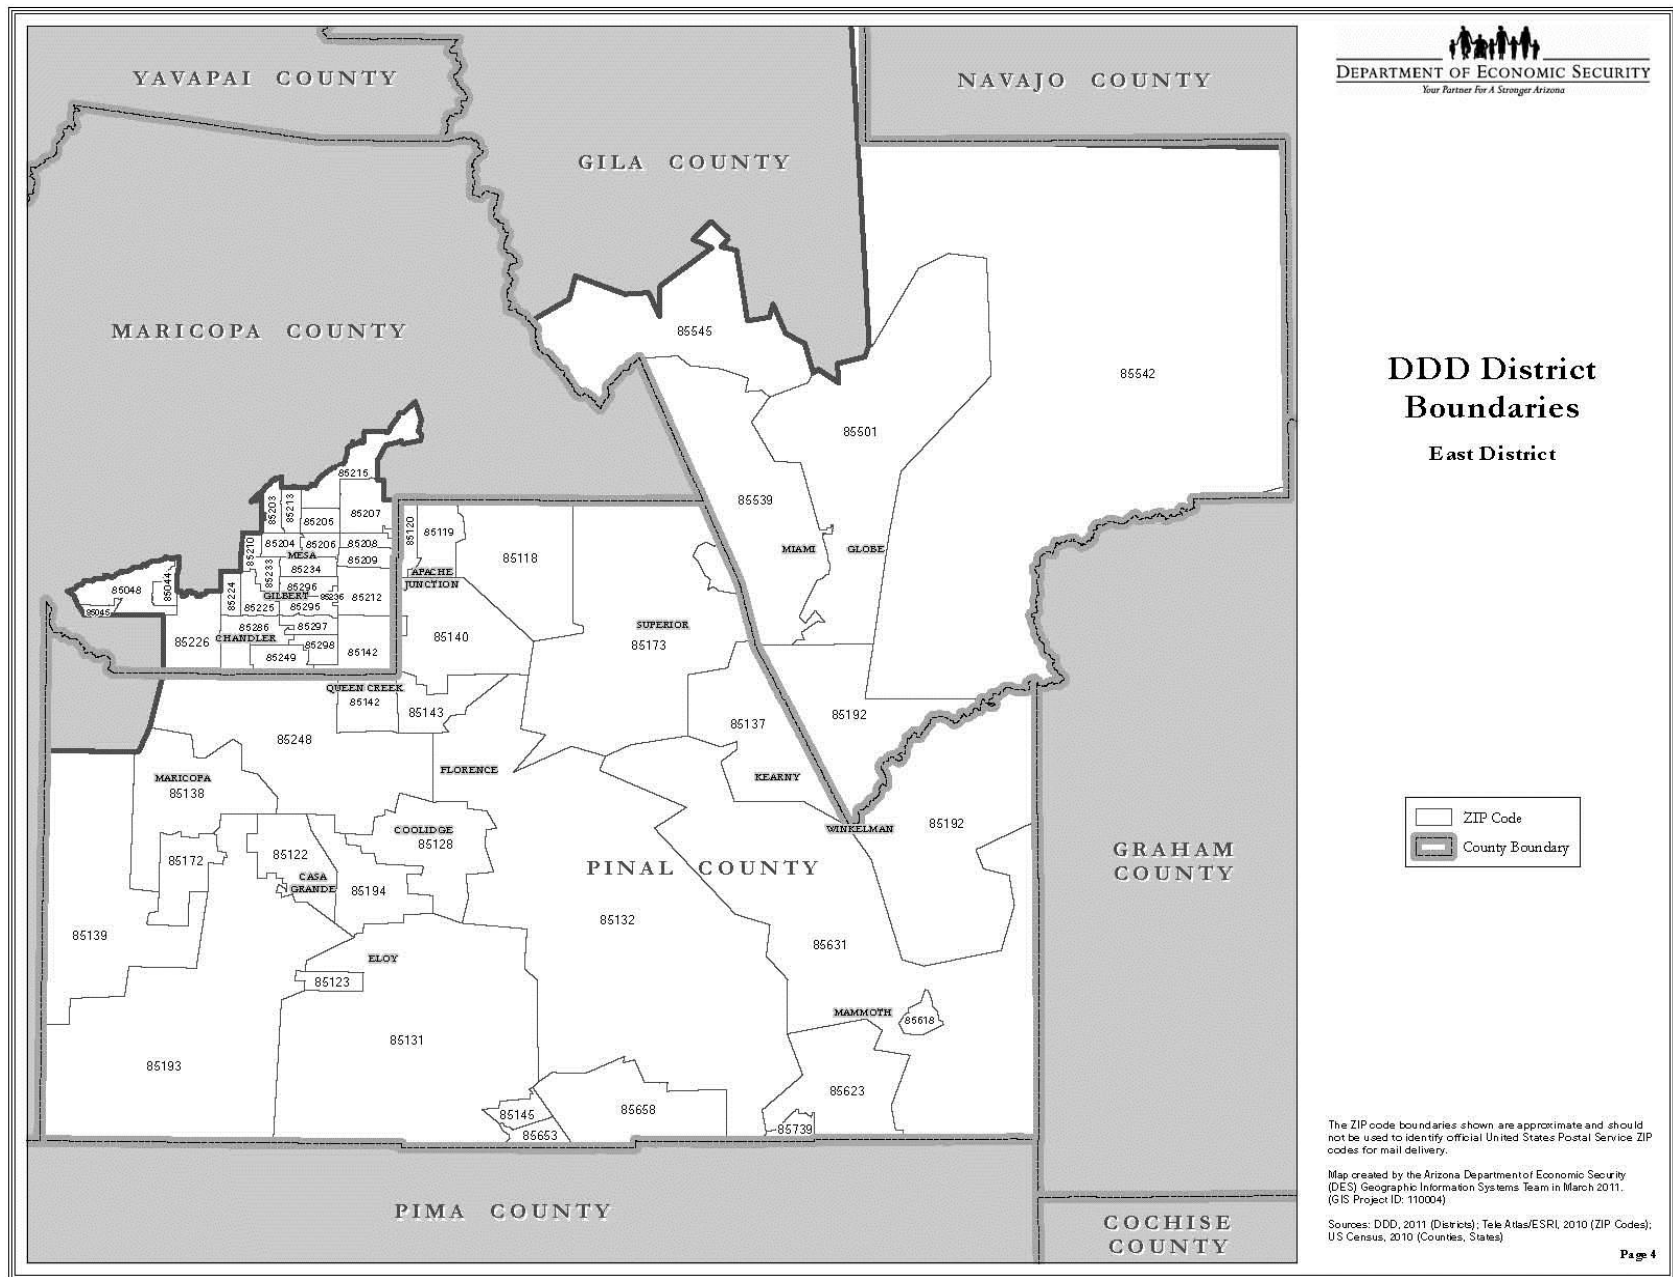 YAVAPAI COUNTY
NAVAJO COUNTY
DEPARTMENT OF ECONOMIC SECURITY
Your Partner For A Stronger Arizona
GILA COUNTY
MARICOPA COUNTY
85545
85542
DDD District
Boundaries
East District
85501
85215
85539
85203
85213
85207
85205
85120
85119
85210
85204
85206
85208
MIAMI
GLOBE
MESA
85209
85118
85233
85234
APACHE
JUNCTION
85048
85044
85224
85296
GILBERT
85236
85212
85045
85225
85295
85286
85297
SUPERIOR
85226
CHANDLER
85140
85298
85173
85249
85142
QUEEN CREEK
85142
85143
85137
85192
85248
FLORENCE
MARICOPA
KEARNY
85138
ZIP Code
COOLIDGE
WINKELMAN
85192
85128
County Boundary
85172
85122
PINAL COUNTY
GRAHAM
COUNTY
CASA
GRANDE
85194
85132
85139
85631
ELOY
85123
MAMMOTH
85618
85131
85193
85623
85145
85658
85653
85739
The ZIP code boundaries shown are approximate and should
not be used to identify official United States Postal Service ZIP
codes for mail delivery.
Map created by the Arizona Department of Economic Security
(DES) Geographic Information Systems Team in March 2011.
(GIS Project ID: 110004)
PIMA COUNTY
COCHISE
COUNTY
Sources: DDD, 2011 (Districts); Tele Atlas/ESRI, 2010 (ZIP Codes);
US Census, 2010 (Counties, States)
Page 4